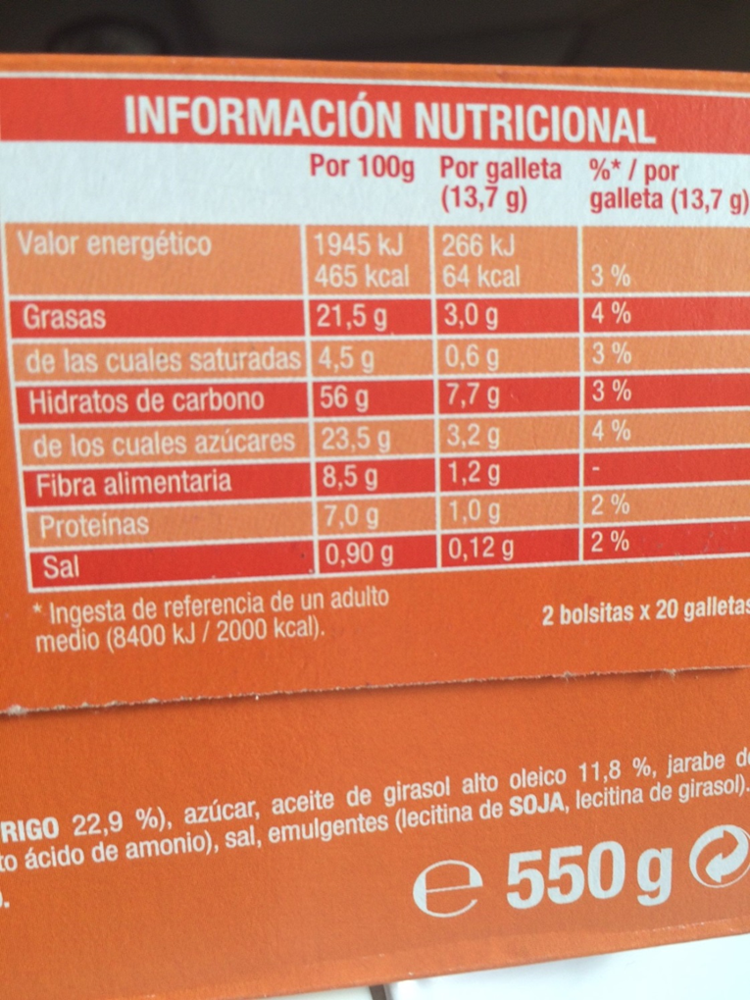 INFORMACIÓN NUTRICIONAL
Por 100g Por galleta (13,7 g) %* / por galleta (13,7 g)
Valor energético 1945 kJ 266 kJ
465 kcal 64 kcal 3 %
Grasas 21,5 g 3,0 g 4 %
de las cuales saturadas 4,5 g 0,6 g 3 %
Hidratos de carbono 56 g 7,7 g 3 %
de los cuales azúcares 23,5 g 3,2 g 4 %
Fibra alimentaria 8,5 g 1,2 g -
Proteínas 7,0 g 1,0 g 2 %
Sal 0,90 g 0,12 g 2 %
* Ingesta de referencia de un adulto
medio (8400 kJ / 2000 kcal).
2 bolsitas x 20 galletas
RIGO 22,9 %), azúcar, aceite de girasol alto oleico 11,8 %, jarabe de
to ácido de amonio), sal, emulgentes (lecitina de SOJA, lecitina de girasol).
e 550 g